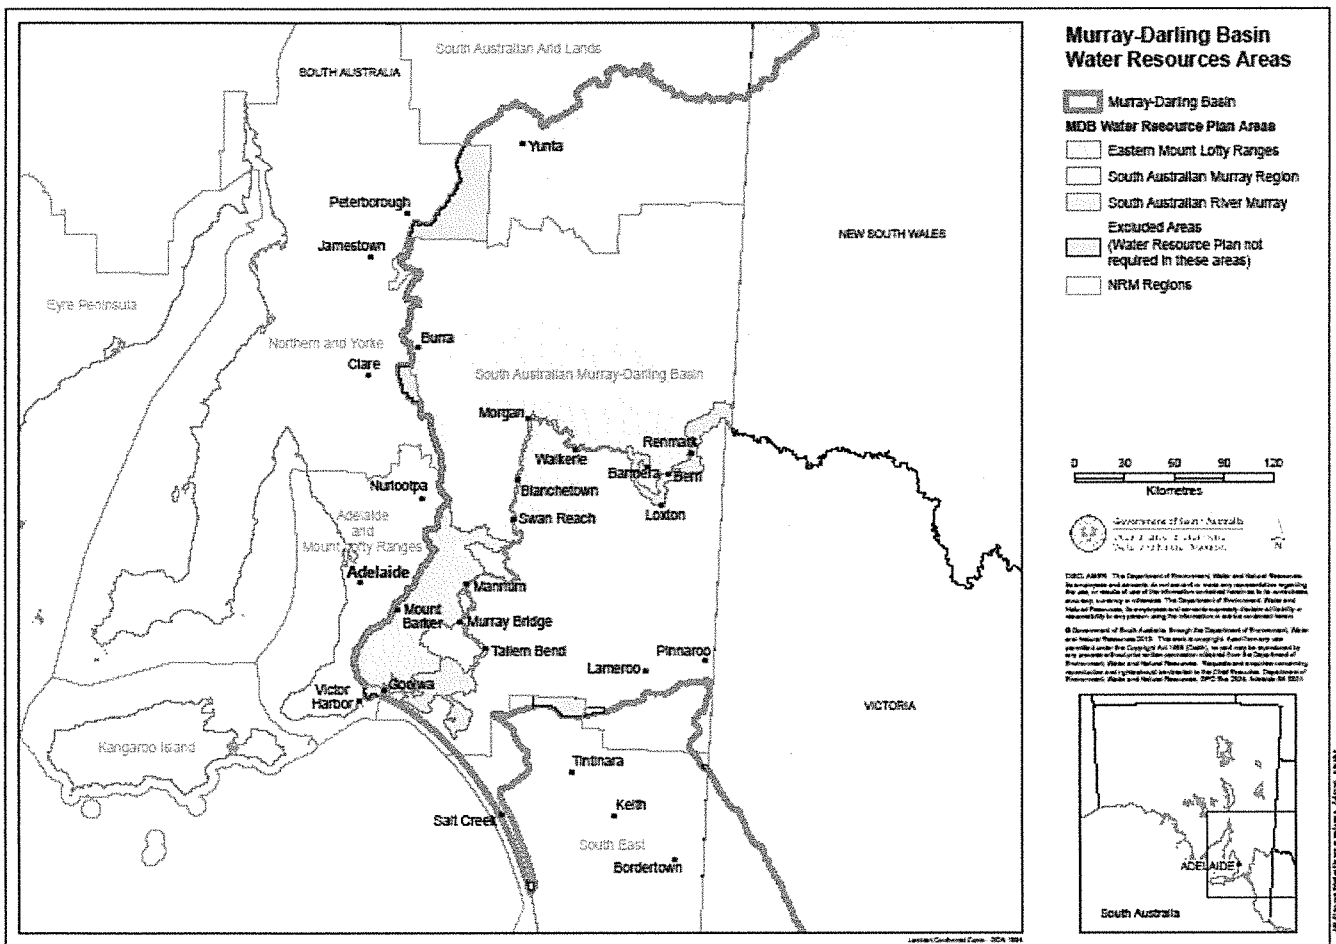 South Australian Arid Lands
SOUTH AUSTRALIA
Yunta
Peterborough
Jamestown
NEW SOUTH WALES
Eyre Peninsula
Northern and Yorke
Burra
Clare
South Australian Murray-Darling Basin
Morgan
Renmark
Waikerie
Barmera
Berri
Nuriootpa
Blanchetown
Loxton
Swan Reach
Adelaide
and
Mount Lofty Ranges
Adelaide
Mannum
Mount
Barker
Murray Bridge
Tailem Bend
Pinnaroo
Lameroo
Goolwa
Victor
Harbor
VICTORIA
Kangaroo Island
Tintinara
Keith
Salt Creek
South East
Bordertown
Murray-Darling Basin
Water Resources Areas
Murray-Darling Basin
MDB Water Resource Plan Areas
Eastern Mount Lofty Ranges
South Australian Murray Region
South Australian River Murray
Excluded Areas
(Water Resource Plan not
required in these areas)
NRM Regions
0 30 60 90 120
Kilometres
Government of South Australia
N
ADELAIDE
South Australia